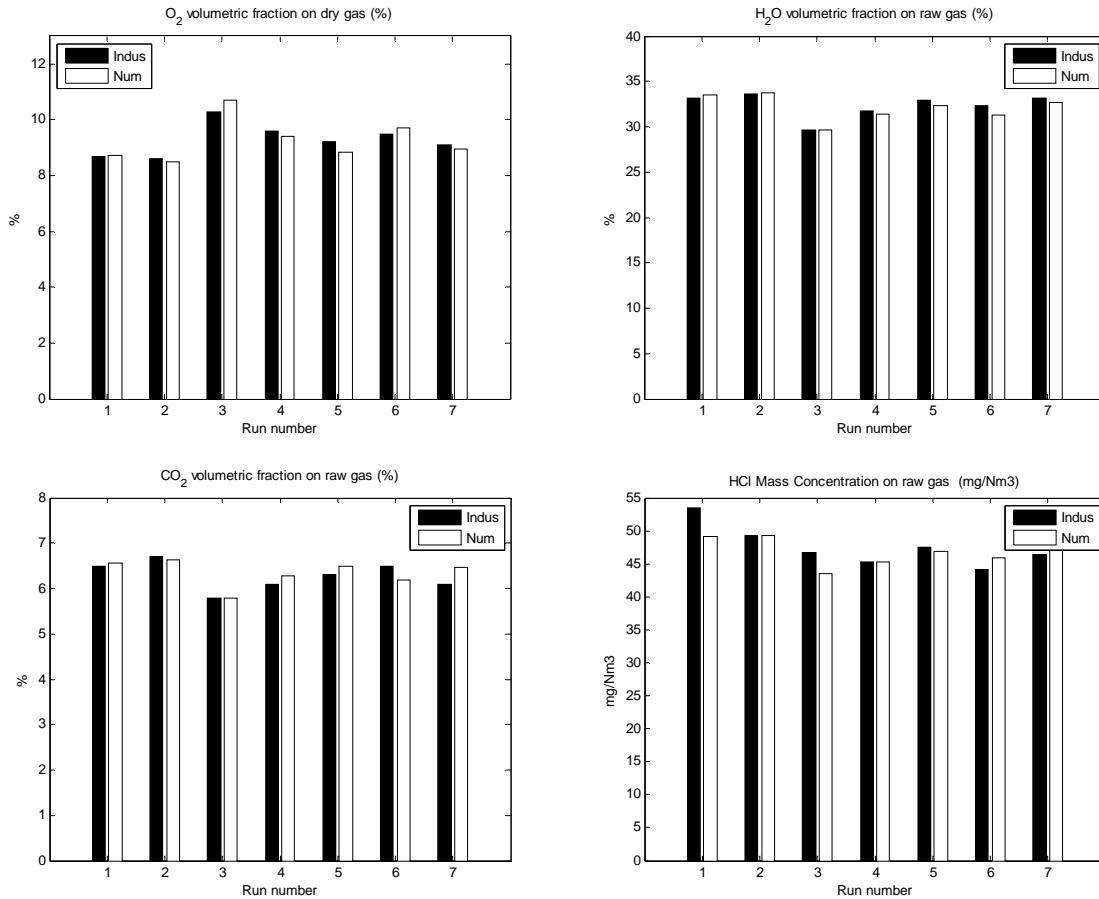 O2 volumetric fraction on dry gas (%)
12
10
8
6
4
2
0
%
Indus
Num
1 2 3 4 5 6 7
Run number
H2O volumetric fraction on raw gas (%)
40
35
30
25
20
15
10
5
0
%
Indus
Num
1 2 3 4 5 6 7
Run number
CO2 volumetric fraction on raw gas (%)
8
7
6
5
4
3
2
1
0
%
Indus
Num
1 2 3 4 5 6 7
Run number
HCl Mass Concentration on raw gas (mg/Nm3)
55
50
45
40
35
30
25
20
15
10
5
0
mg/Nm3
Indus
Num
1 2 3 4 5 6 7
Run number